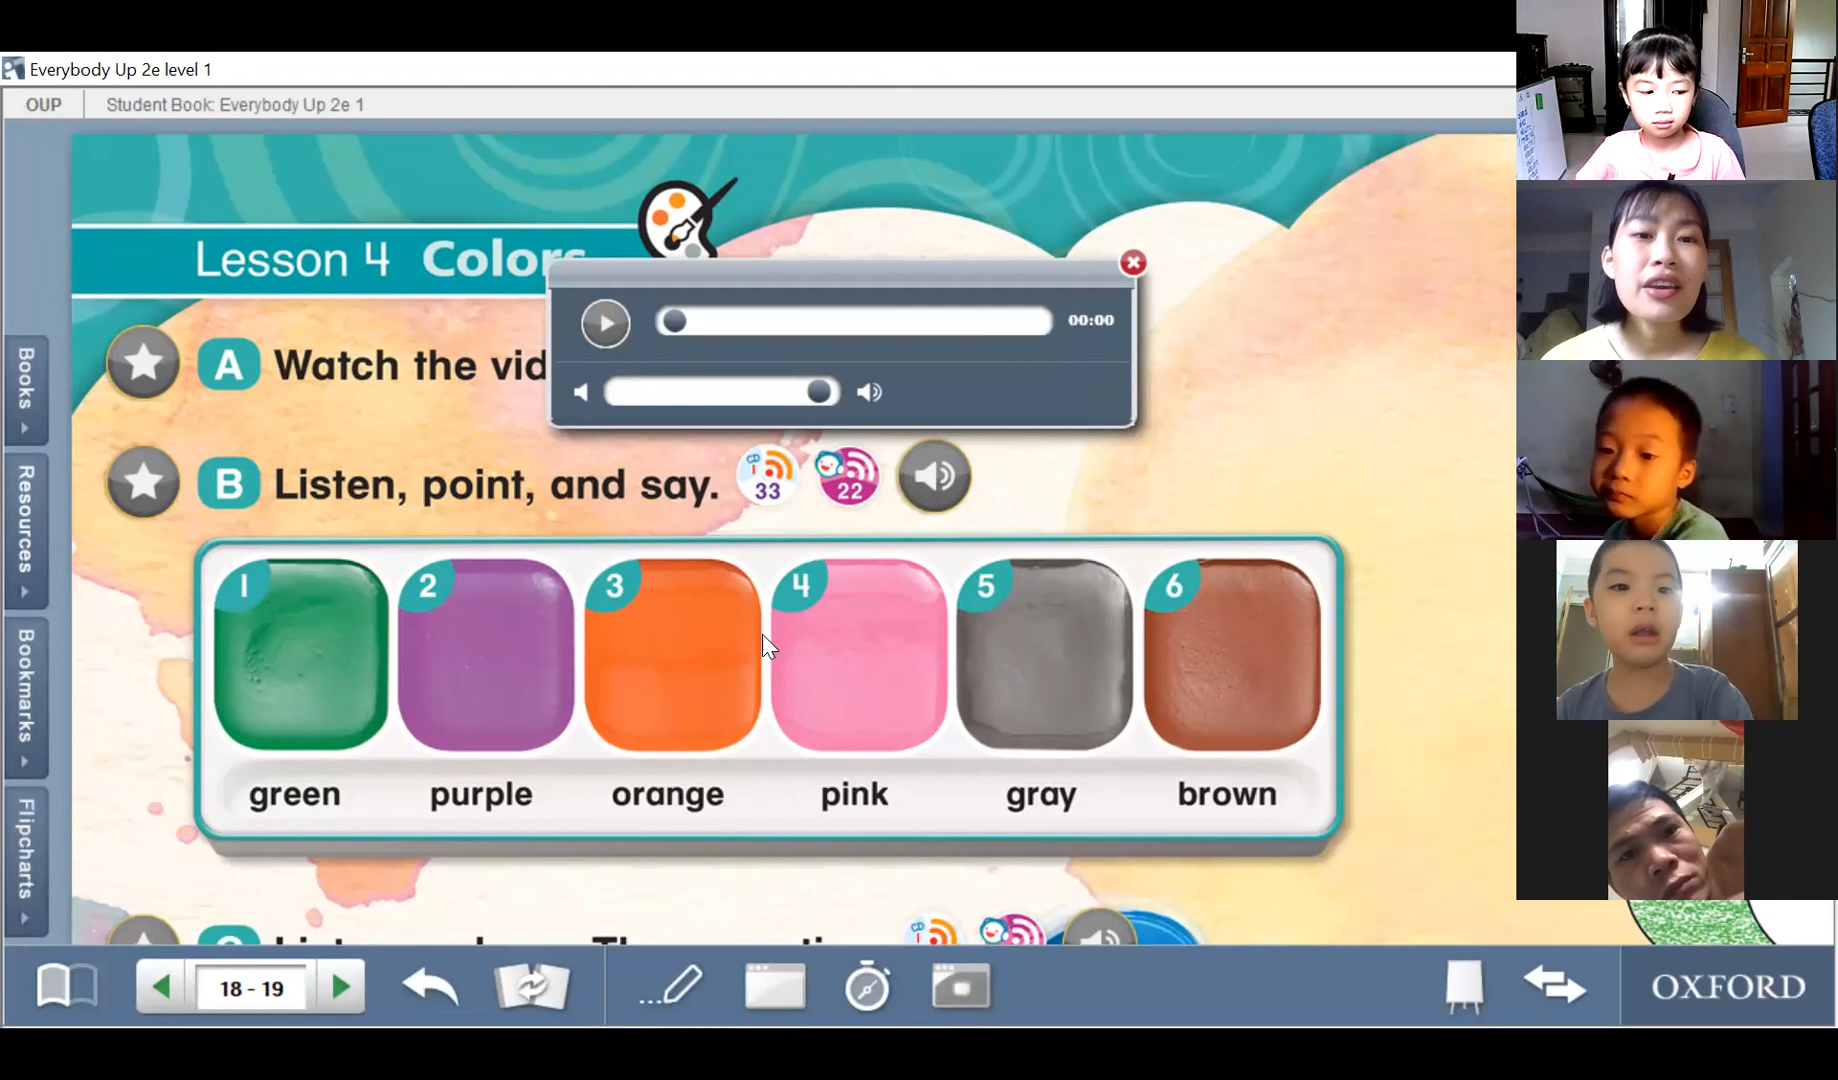 Everybody Up 2e level 1
OUP
Student Book: Everybody Up 2e 1
Lesson 4 Colors
00:00
A Watch the vid
B Listen, point, and say.
CD 1 33
22
1
2
3
4
5
6
green
purple
orange
pink
gray
brown
Books
Resources
Bookmarks
Flipcharts
18 - 19
OXFORD